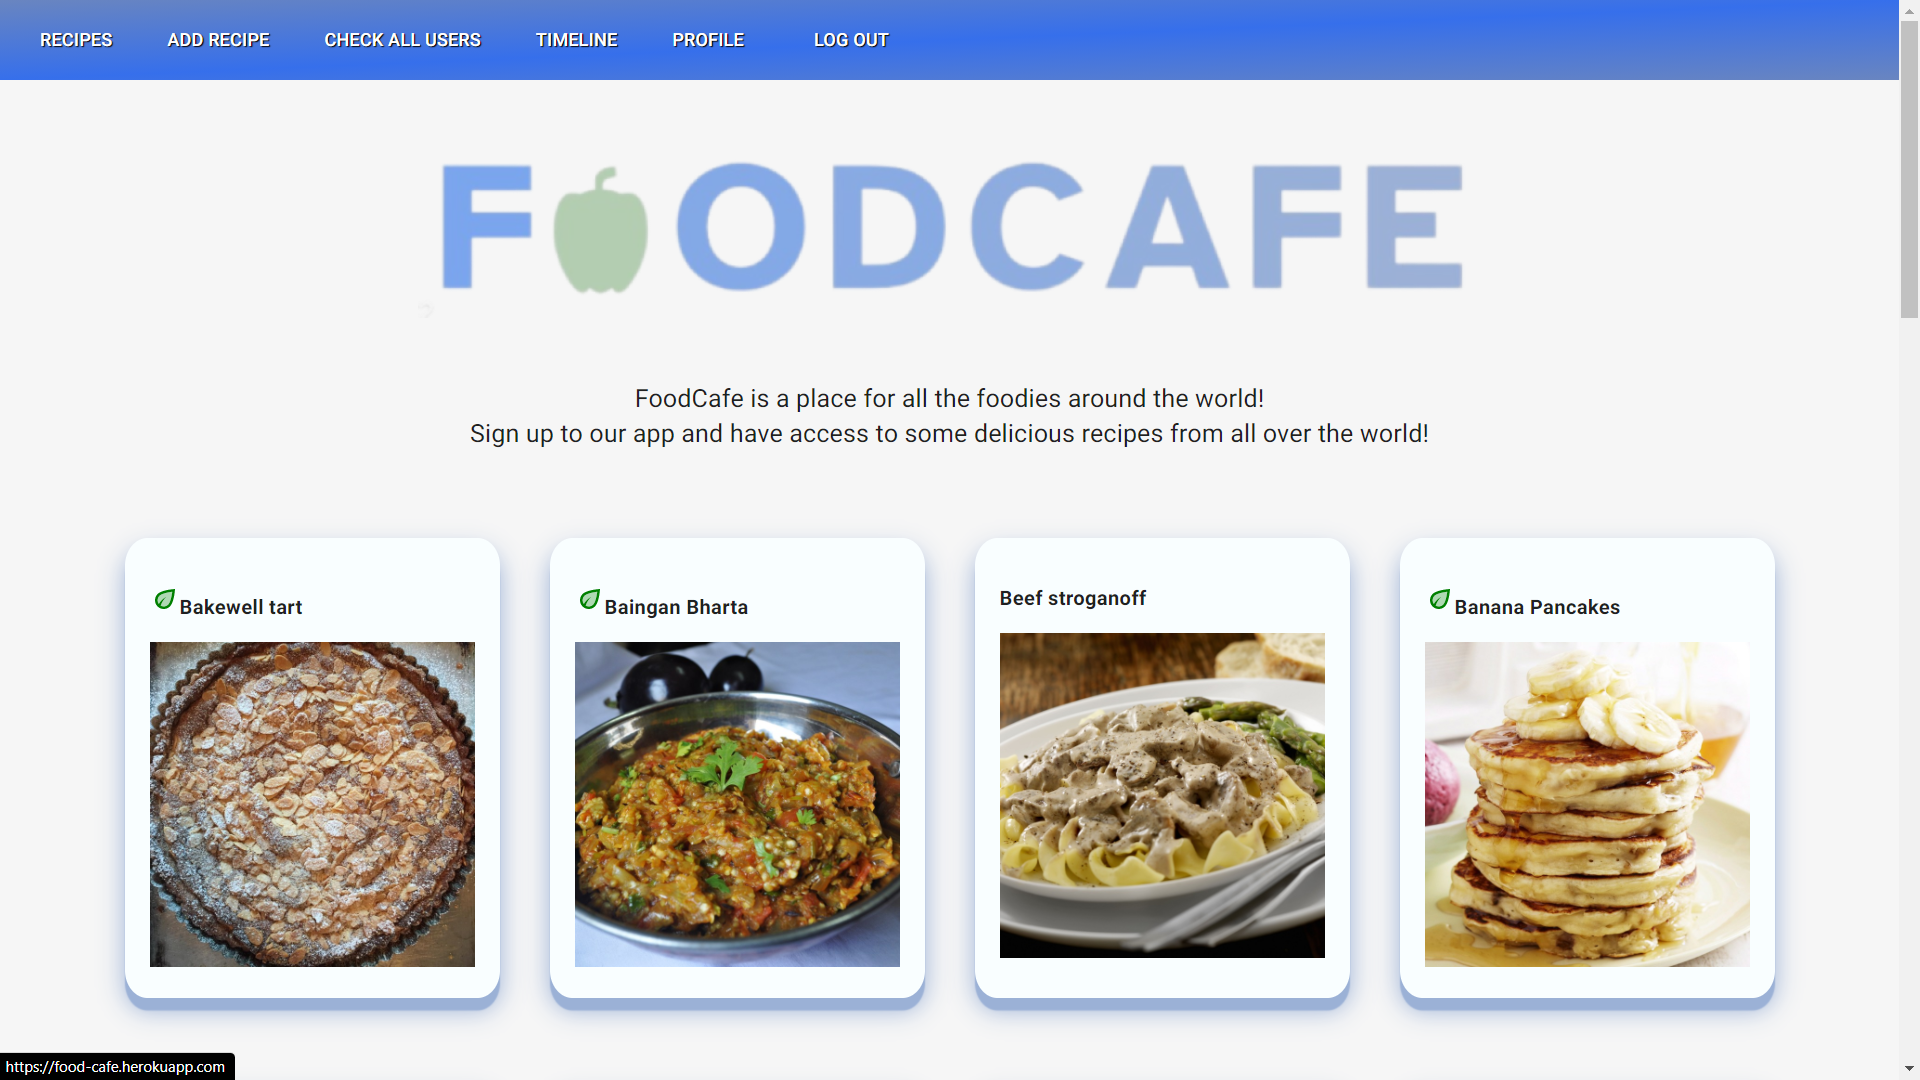 RECIPES ADD RECIPE CHECK ALL USERS TIMELINE PROFILE LOG OUT
F ODCAFE
FoodCafe is a place for all the foodies around the world!
Sign up to our app and have access to some delicious recipes from all over the world!
Bakewell tart
Baingan Bharta
Beef stroganoff
Banana Pancakes
https://food-cafe.herokuapp.com